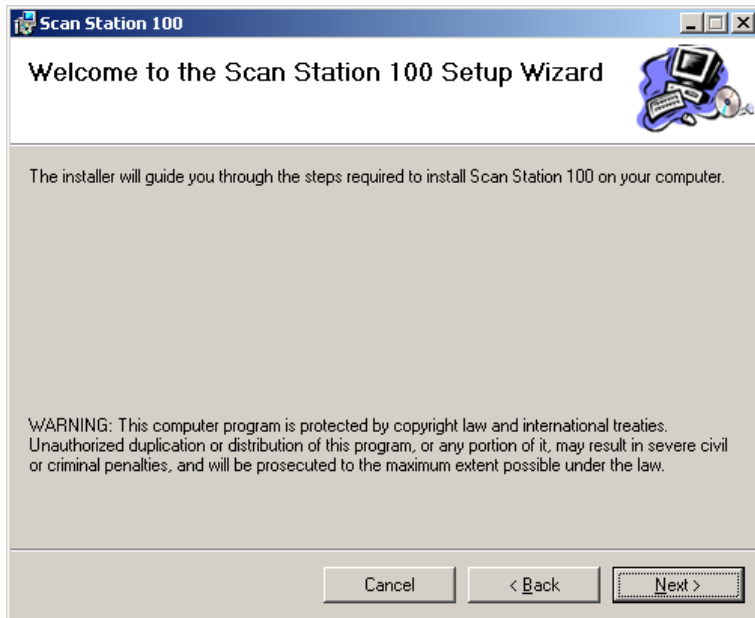 Scan Station 100
Welcome to the Scan Station 100 Setup Wizard
The installer will guide you through the steps required to install Scan Station 100 on your computer.
WARNING: This computer program is protected by copyright law and international treaties.
Unauthorized duplication or distribution of this program, or any portion of it, may result in severe civil
or criminal penalties, and will be prosecuted to the maximum extent possible under the law.
Cancel
< Back
Next >